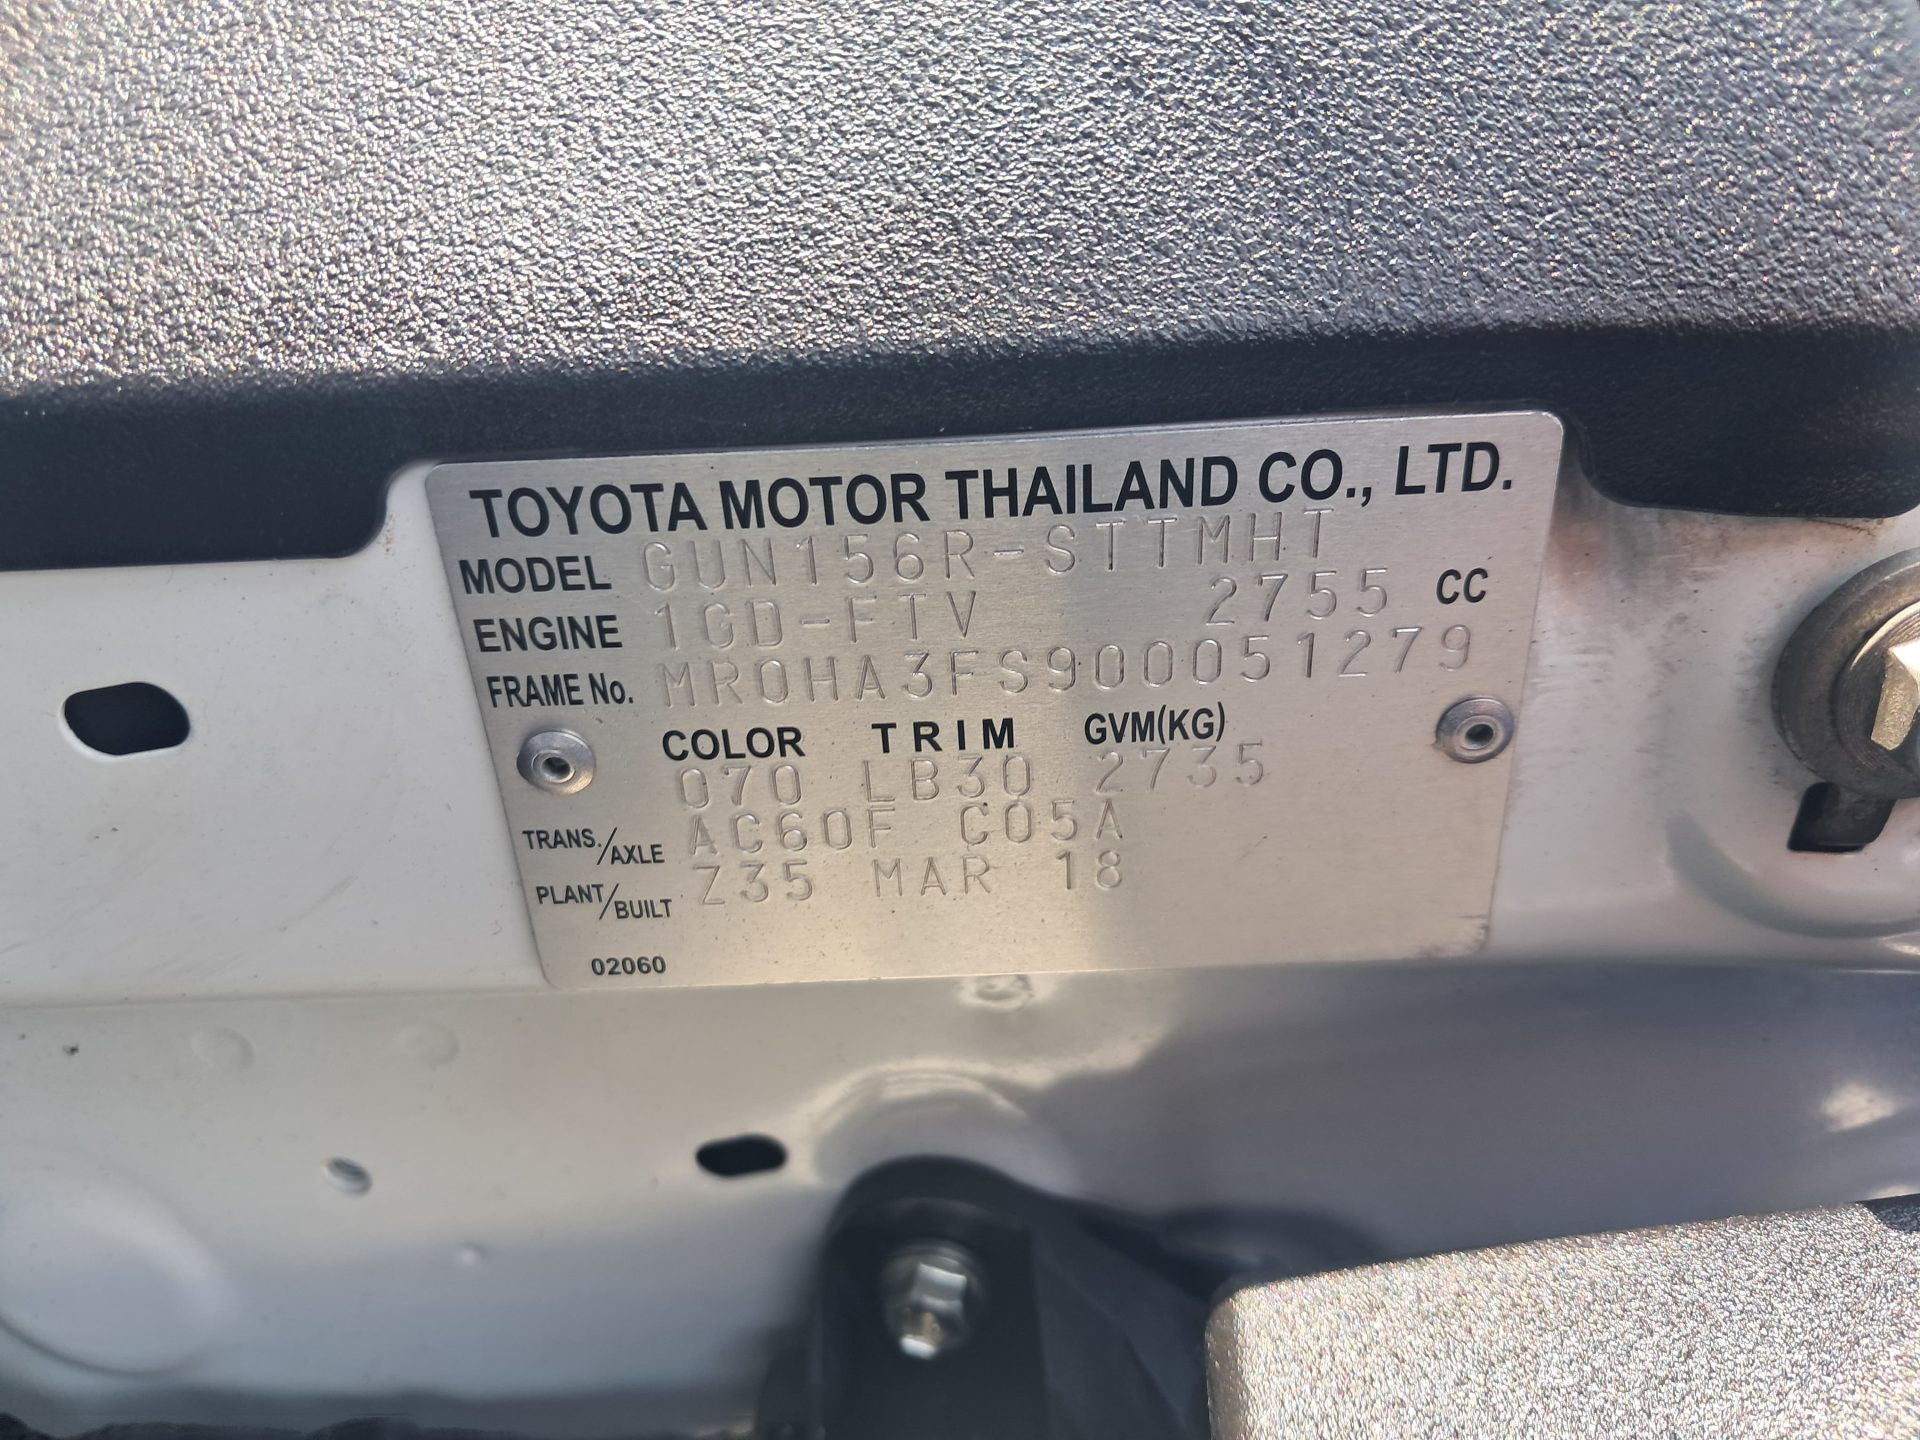 TOYOTA MOTOR THAILAND CO., LTD.
MODEL GUN156R-STTMHT
ENGINE 1GD-FTV 2755 CC
FRAME No. MR0HA3FS900051279
COLOR TRIM GVM(KG)
070 LB30 2735
TRANS./AXLE AC60F C05A
PLANT/BUILT Z35 MAR 18
02060